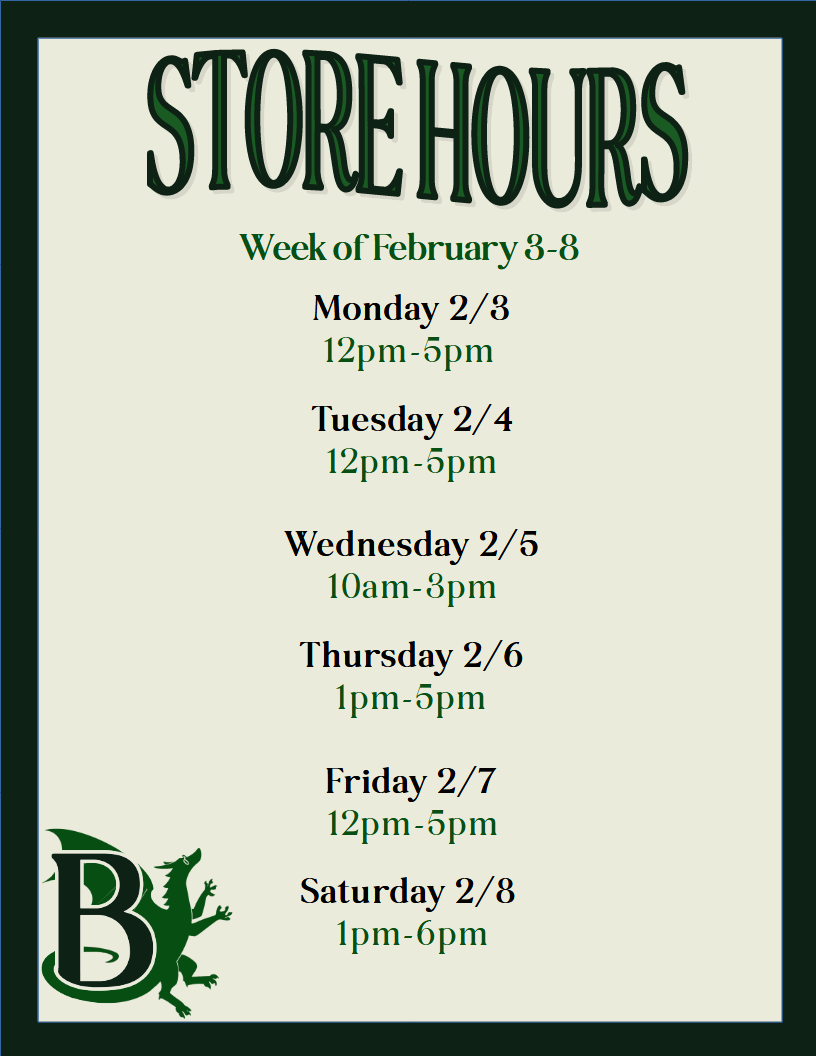 STORE HOURS
Week of February 3-8
Monday 2/3
12pm-5pm
Tuesday 2/4
12pm-5pm
Wednesday 2/5
10am-3pm
Thursday 2/6
1pm-5pm
Friday 2/7
12pm-5pm
Saturday 2/8
1pm-6pm
B